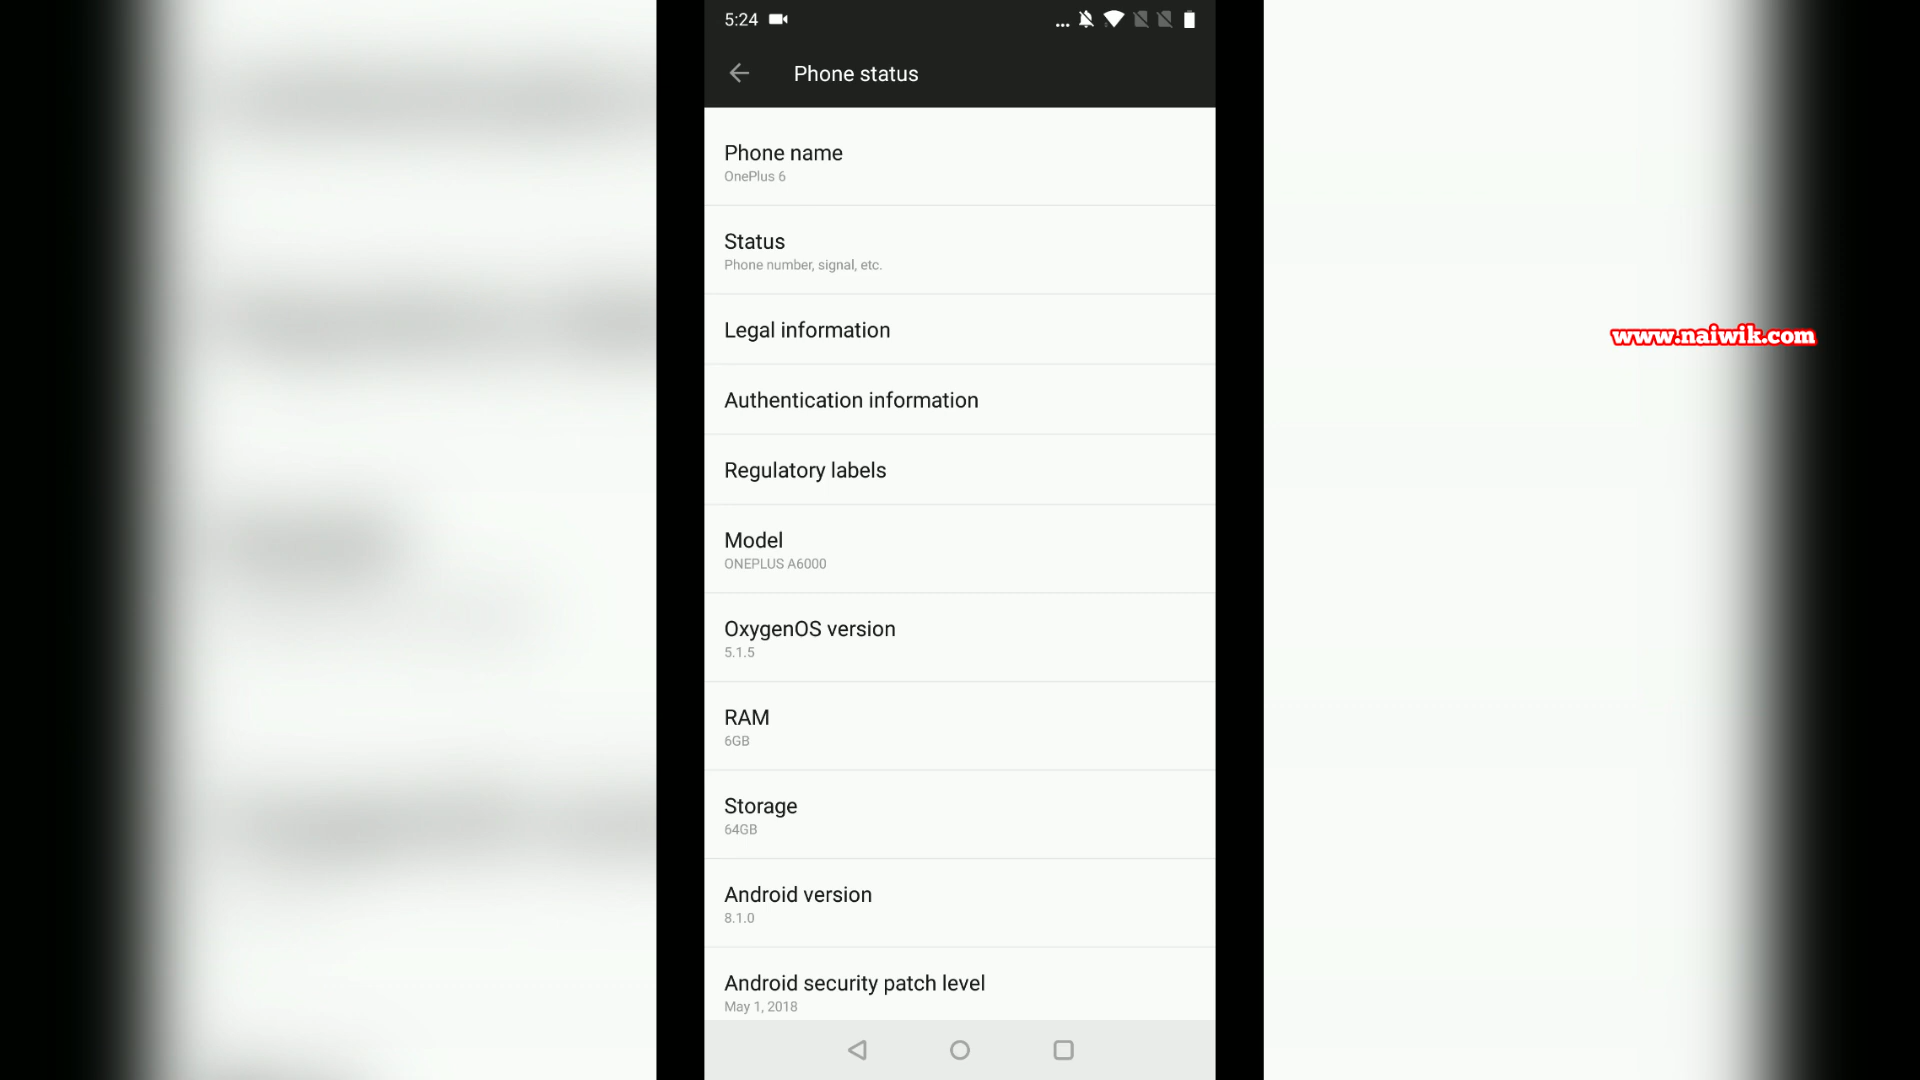 5:24
Phone status
Phone name
OnePlus 6
Status
Phone number, signal, etc.
Legal information
www.naiwik.com
Authentication information
Regulatory labels
Model
ONEPLUS A6000
OxygenOS version
5.1.5
RAM
6GB
Storage
64GB
Android version
8.1.0
Android security patch level
May 1, 2018